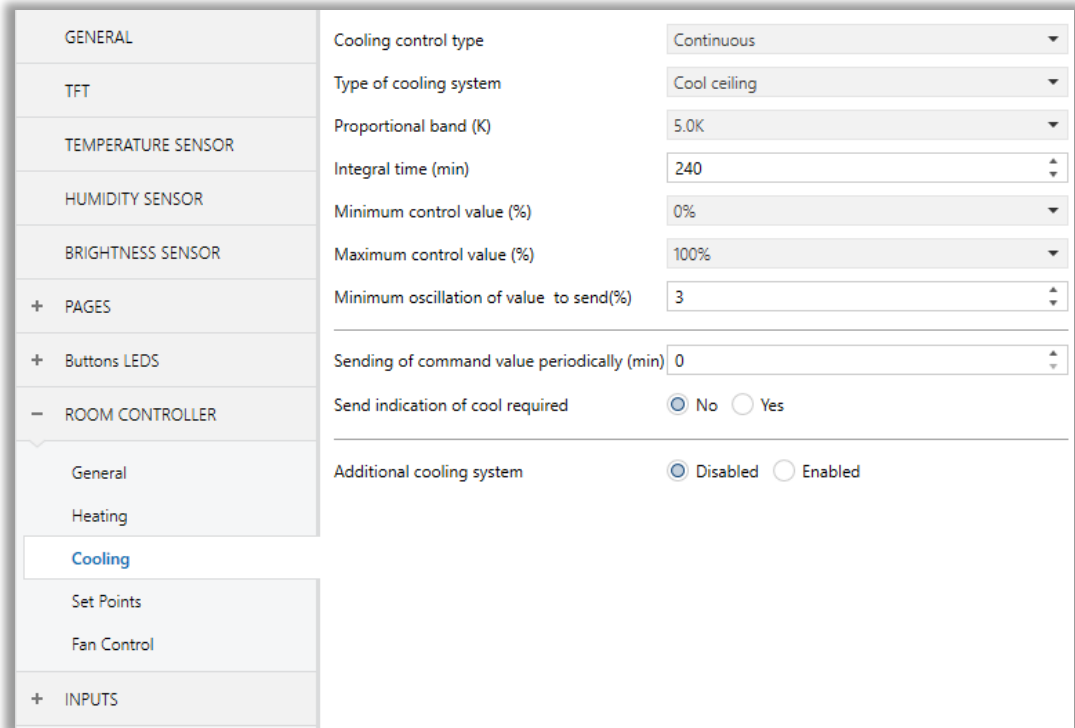 GENERAL
TFT
TEMPERATURE SENSOR
HUMIDITY SENSOR
BRIGHTNESS SENSOR
+ PAGES
+ Buttons LEDS
− ROOM CONTROLLER
General
Heating
Cooling
Set Points
Fan Control
+ INPUTS
Cooling control type Continuous
Type of cooling system Cool ceiling
Proportional band (K) 5.0K
Integral time (min) 240
Minimum control value (%) 0%
Maximum control value (%) 100%
Minimum oscillation of value to send(%) 3
Sending of command value periodically (min) 0
Send indication of cool required No Yes
Additional cooling system Disabled Enabled